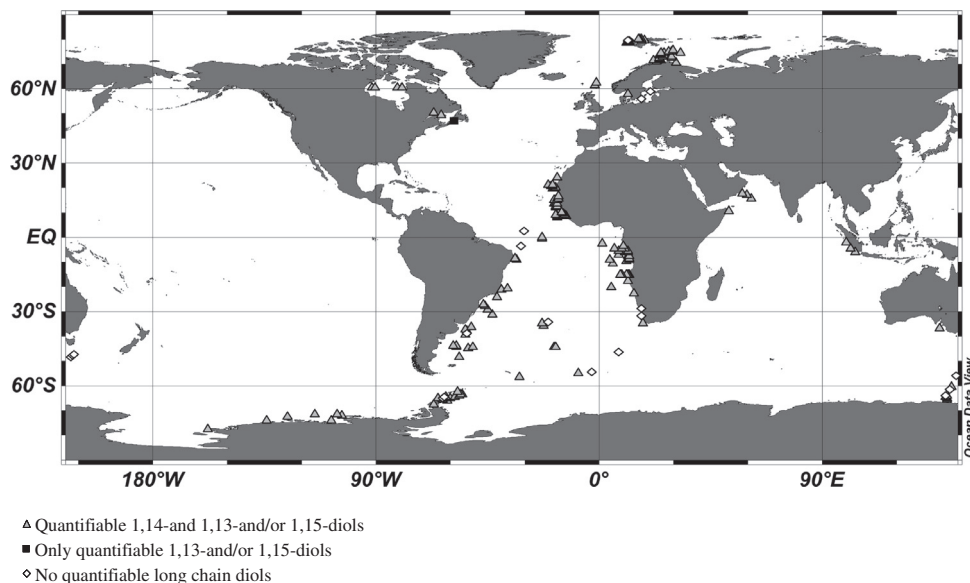 60°N
30°N
EQ
30°S
60°S
180°W 90°W 0° 90°E
Ocean Data View
Quantifiable 1,14-and 1,13-and/or 1,15-diols
Only quantifiable 1,13-and/or 1,15-diols
No quantifiable long chain diols